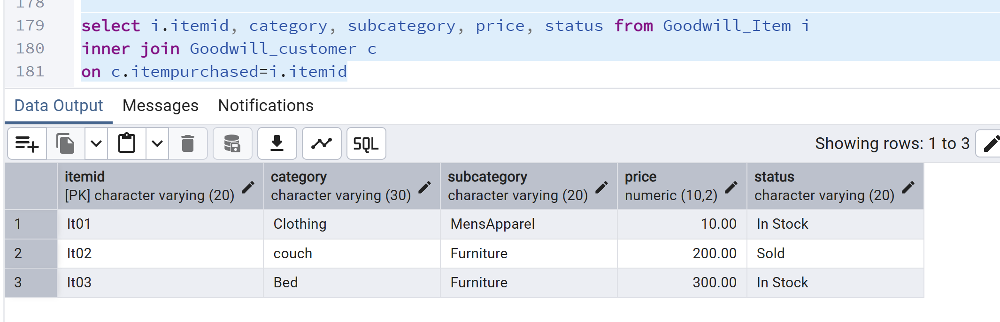 178
179 select i.itemid, category, subcategory, price, status from Goodwill_Item i
180 inner join Goodwill_customer c
181 on c.itempurchased=i.itemid
Data Output Messages Notifications
SQL Showing rows: 1 to 3
itemid category subcategory price status
[PK] character varying (20) character varying (30) character varying (20) numeric (10,2) character varying (20)
1 It01 Clothing MensApparel 10.00 In Stock
2 It02 couch Furniture 200.00 Sold
3 It03 Bed Furniture 300.00 In Stock